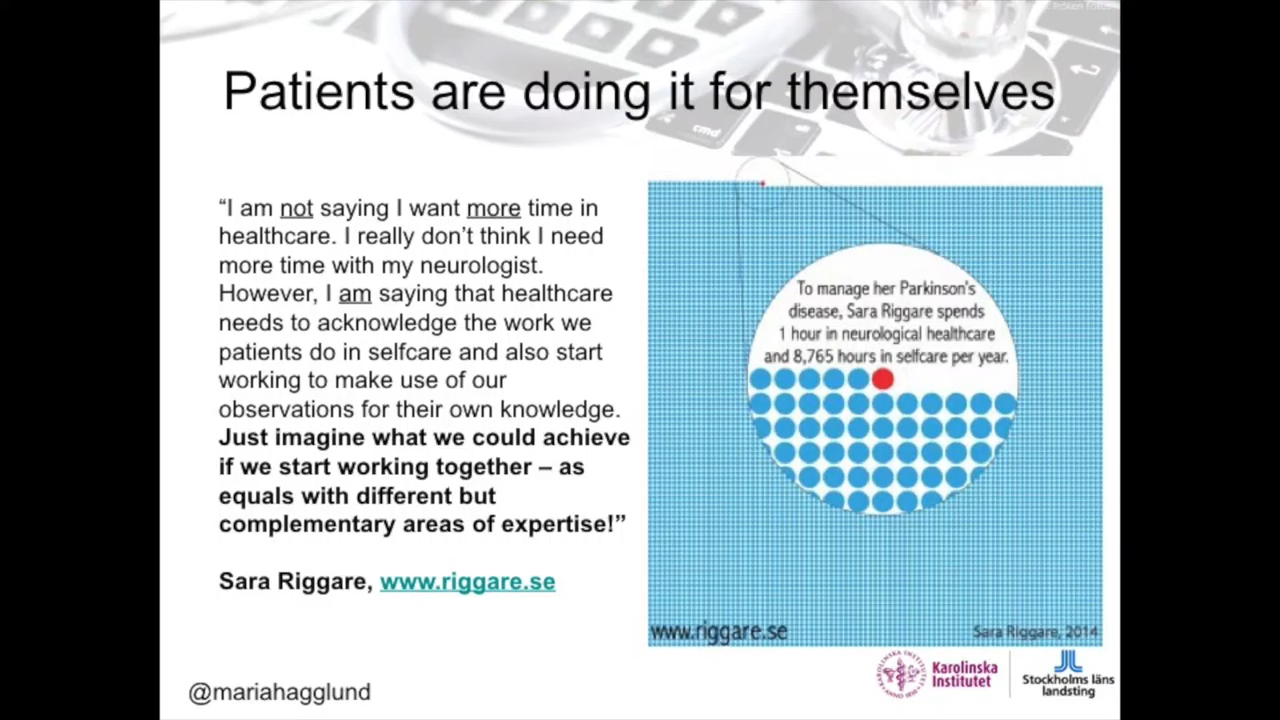 Patients are doing it for themselves
cmd
“I am not saying I want more time in
healthcare. I really don’t think I need
more time with my neurologist.
However, I am saying that healthcare
needs to acknowledge the work we
patients do in selfcare and also start
working to make use of our
observations for their own knowledge.
Just imagine what we could achieve
if we start working together – as
equals with different but
complementary areas of expertise!”
Sara Riggare, www.riggare.se
To manage her Parkinson's
disease, Sara Riggare spends
1 hour in neurological healthcare
and 8,765 hours in selfcare per year.
www.riggare.se
Sara Riggare, 2014
@mariahagglund
KAROLINSKA INSTITUTET ANNO 1810
Karolinska
Institutet
Stockholms läns
landsting